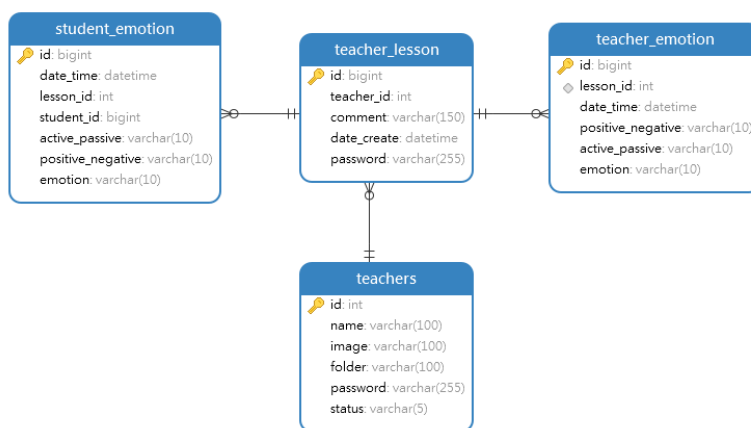 student_emotion
id: bigint
date_time: datetime
lesson_id: int
student_id: bigint
active_passive: varchar(10)
positive_negative: varchar(10)
emotion: varchar(10)
teacher_lesson
id: bigint
teacher_id: int
comment: varchar(150)
date_create: datetime
password: varchar(255)
teacher_emotion
id: bigint
lesson_id: int
date_time: datetime
positive_negative: varchar(10)
active_passive: varchar(10)
emotion: varchar(10)
teachers
id: int
name: varchar(100)
image: varchar(100)
folder: varchar(100)
password: varchar(255)
status: varchar(5)